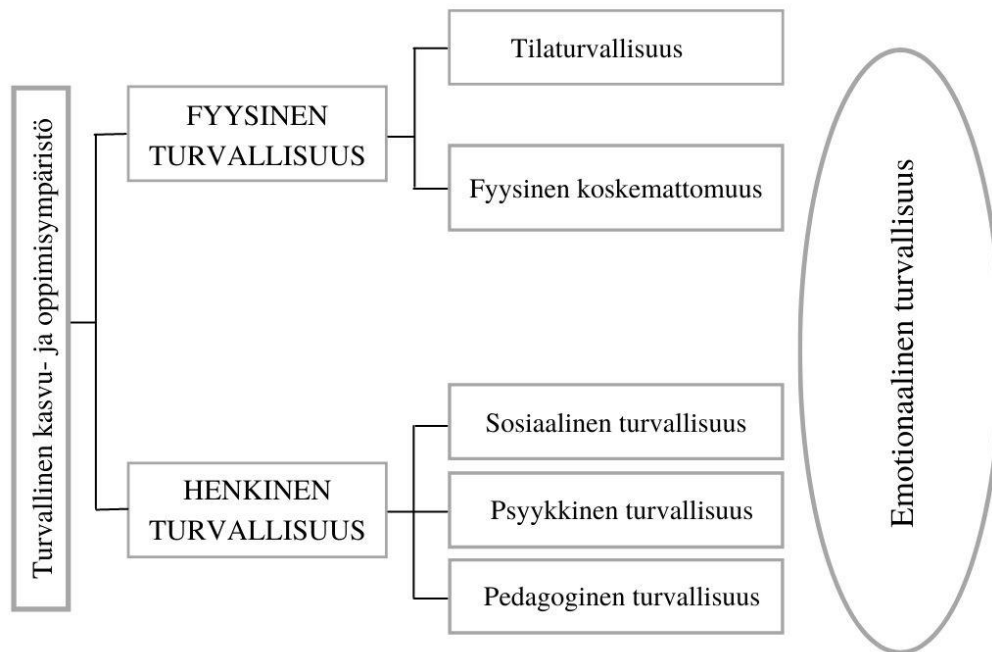 Turvallinen kasvu- ja oppimisympäristö
FYYSINEN
TURVALLISUUS
Tilaturvallisuus
Fyysinen koskemattomuus
HENKINEN
TURVALLISUUS
Sosiaalinen turvallisuus
Psyykkinen turvallisuus
Pedagoginen turvallisuus
Emotionaalinen turvallisuus